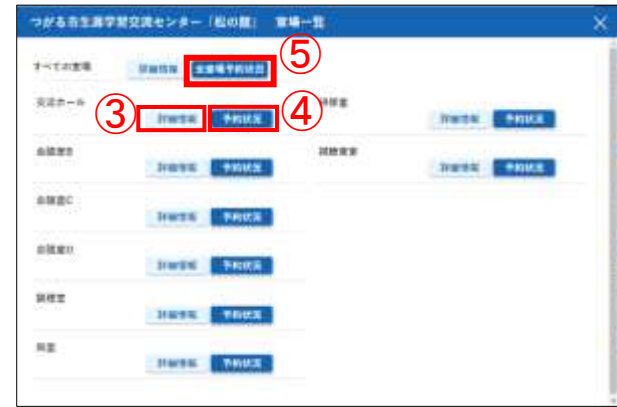 つがる市生涯学習交流センター「松の館」 室場一覧
⑤
すべての室場 詳細情報 全室場予約状況
交流ホール ③ 詳細情報 予約状況 ④
研修室 詳細情報 予約状況
会議室B 詳細情報 予約状況
視聴覚室 詳細情報 予約状況
会議室C 詳細情報 予約状況
会議室D 詳細情報 予約状況
調理室 詳細情報 予約状況
和室 詳細情報 予約状況